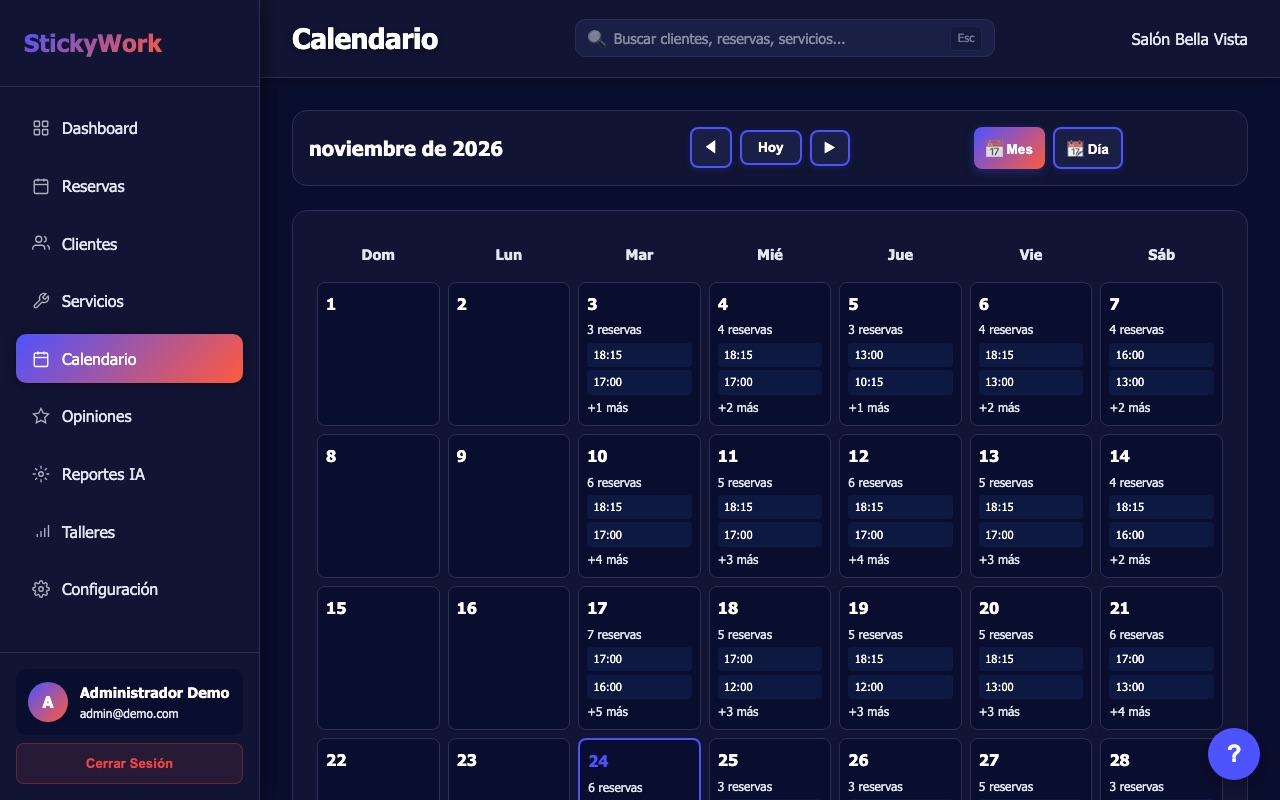 StickyWork
Dashboard
Reservas
Clientes
Servicios
Calendario
Opiniones
Reportes IA
Talleres
Configuración
A
Administrador Demo
admin@demo.com
Cerrar Sesión
Calendario
Buscar clientes, reservas, servicios...
Esc
Salón Bella Vista
noviembre de 2026
◀
Hoy
▶
📅 Mes
📆 Día
Dom Lun Mar Mié Jue Vie Sáb
1
2
3
3 reservas
18:15
17:00
+1 más
4
4 reservas
18:15
17:00
+2 más
5
3 reservas
13:00
10:15
+1 más
6
4 reservas
18:15
13:00
+2 más
7
4 reservas
16:00
13:00
+2 más
8
9
10
6 reservas
18:15
17:00
+4 más
11
5 reservas
18:15
17:00
+3 más
12
6 reservas
18:15
17:00
+4 más
13
5 reservas
18:15
17:00
+3 más
14
4 reservas
18:15
16:00
+2 más
15
16
17
7 reservas
17:00
16:00
+5 más
18
5 reservas
17:00
12:00
+3 más
19
5 reservas
18:15
12:00
+3 más
20
5 reservas
18:15
13:00
+3 más
21
6 reservas
17:00
13:00
+4 más
22
23
24
6 reservas
25
3 reservas
26
3 reservas
27
5 reservas
28
3 reservas
?